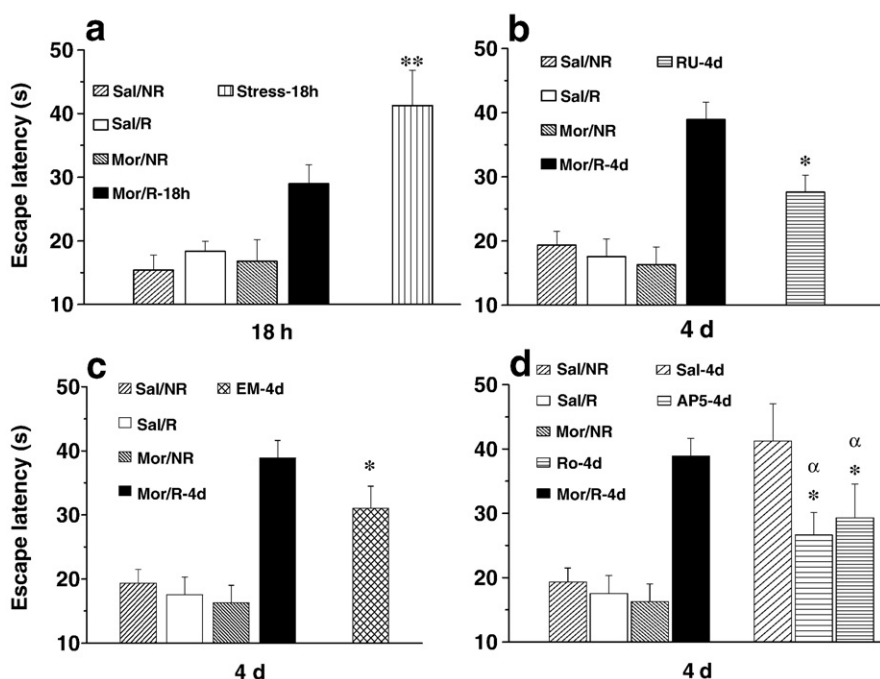 a
Escape latency (s)
50
40
30
20
10
Sal/NR
Sal/R
Mor/NR
Mor/R-18h
Stress-18h
**
18 h
b
50
40
30
20
10
Sal/NR
Sal/R
Mor/NR
Mor/R-4d
RU-4d
*
4 d
c
Escape latency (s)
50
40
30
20
10
Sal/NR
Sal/R
Mor/NR
Mor/R-4d
EM-4d
*
4 d
d
50
40
30
20
10
Sal/NR
Sal/R
Mor/NR
Ro-4d
Mor/R-4d
Sal-4d
AP5-4d
α
*
α
*
4 d